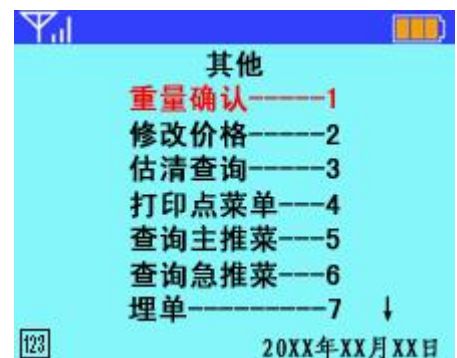 其他
重量确认-----1
修改价格----2
估清查询----3
打印点菜单---4
查询主推菜---5
查询急推菜---6
埋单----------7 ↓
123 20XX年XX月XX日